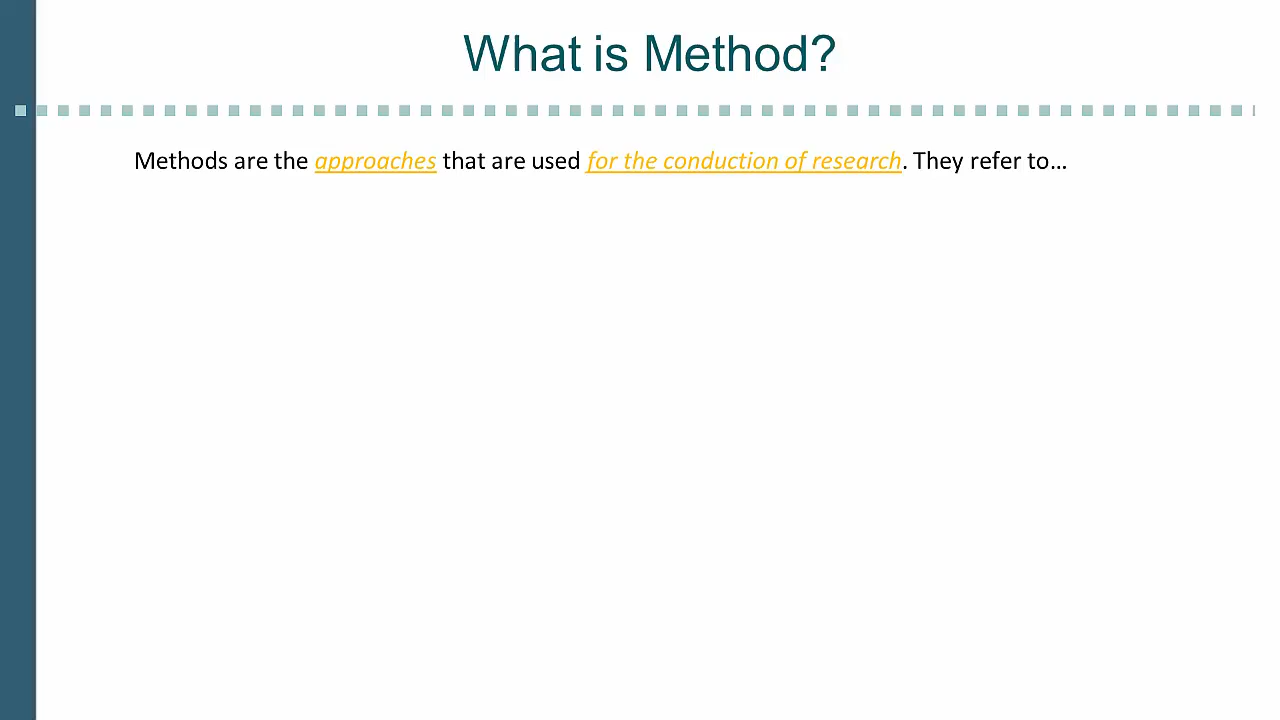 What is Method?
Methods are the approaches that are used for the conduction of research. They refer to…